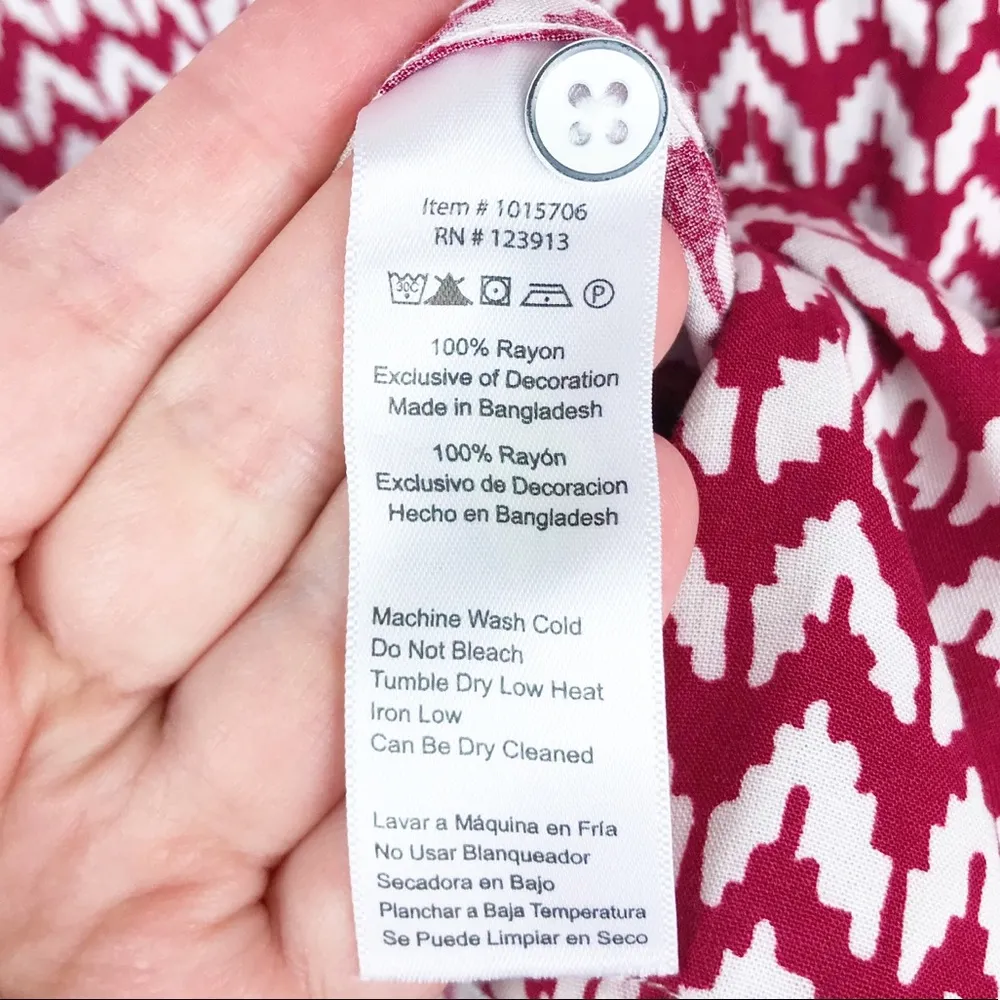 Item # 1015706
RN # 123913
30C P
100% Rayon
Exclusive of Decoration
Made in Bangladesh
100% Rayón
Exclusivo de Decoracion
Hecho en Bangladesh
Machine Wash Cold
Do Not Bleach
Tumble Dry Low Heat
Iron Low
Can Be Dry Cleaned
Lavar a Máquina en Fría
No Usar Blanqueador
Secadora en Bajo
Planchar a Baja Temperatura
Se Puede Limpiar en Seco